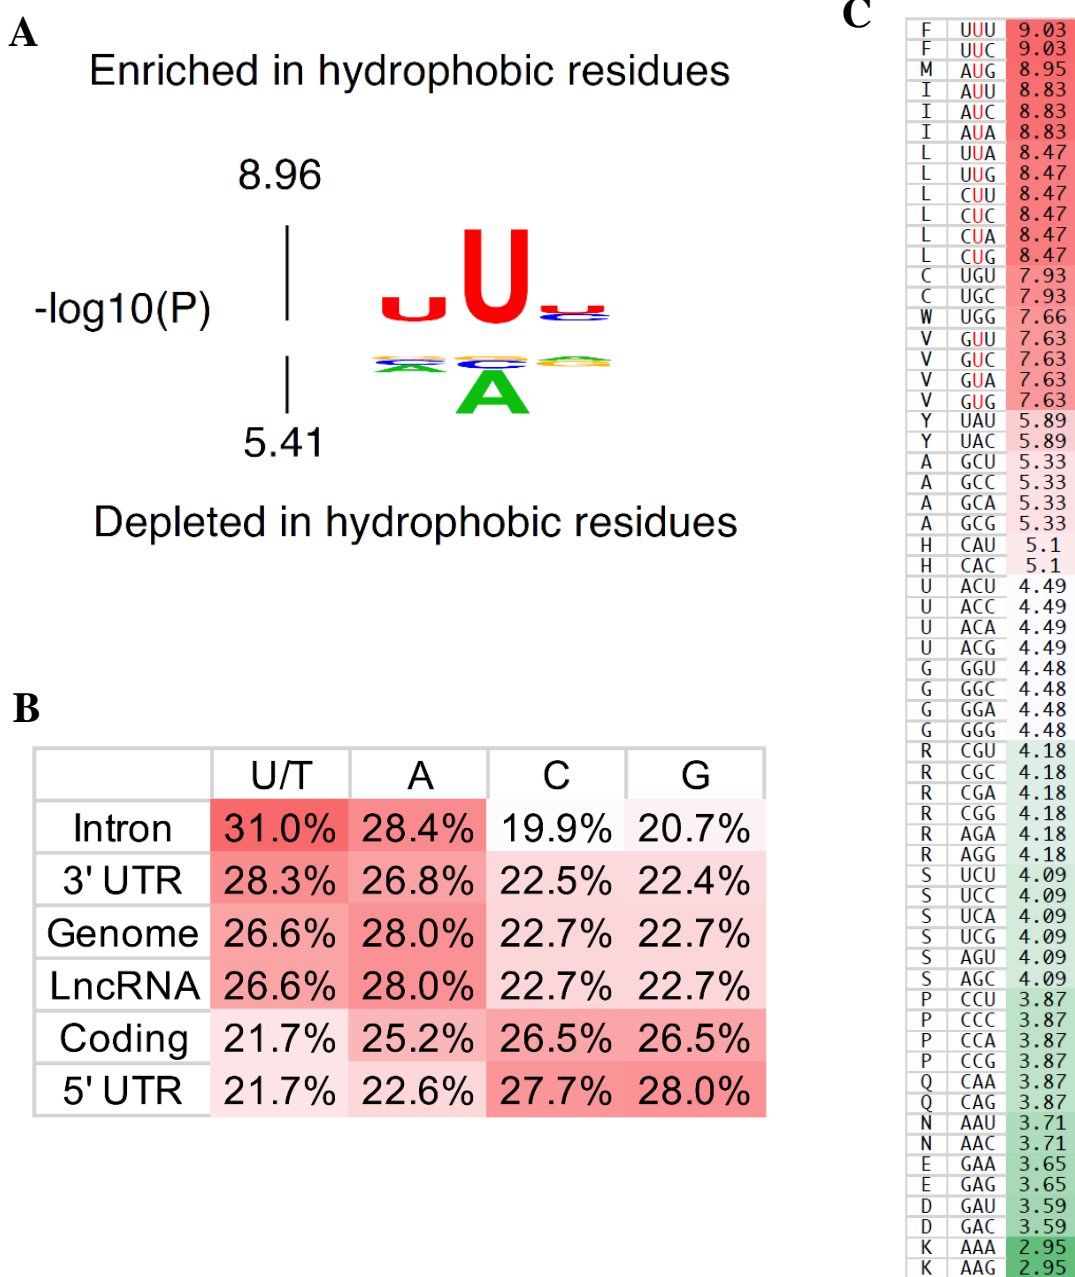 A
Enriched in hydrophobic residues
8.96
-log10(P)
U U U
C
G G A
C C G
A A
5.41
Depleted in hydrophobic residues
B
U/T A C G
Intron 31.0% 28.4% 19.9% 20.7%
3' UTR 28.3% 26.8% 22.5% 22.4%
Genome 26.6% 28.0% 22.7% 22.7%
LncRNA 26.6% 28.0% 22.7% 22.7%
Coding 21.7% 25.2% 26.5% 26.5%
5' UTR 21.7% 22.6% 27.7% 28.0%
C
F UUU 9.03
F UUC 9.03
M AUG 8.95
I AUU 8.83
I AUC 8.83
I AUA 8.83
L UUA 8.47
L UUG 8.47
L CUU 8.47
L CUC 8.47
L CUA 8.47
L CUG 8.47
C UGU 7.93
C UGC 7.93
W UGG 7.66
V GUU 7.63
V GUC 7.63
V GUA 7.63
V GUG 7.63
Y UAU 5.89
Y UAC 5.89
A GCU 5.33
A GCC 5.33
A GCA 5.33
A GCG 5.33
H CAU 5.1
H CAC 5.1
U ACU 4.49
U ACC 4.49
U ACA 4.49
U ACG 4.49
G GGU 4.48
G GGC 4.48
G GGA 4.48
G GGG 4.48
R CGU 4.18
R CGC 4.18
R CGA 4.18
R CGG 4.18
R AGA 4.18
R AGG 4.18
S UCU 4.09
S UCC 4.09
S UCA 4.09
S UCG 4.09
S AGU 4.09
S AGC 4.09
P CCU 3.87
P CCC 3.87
P CCA 3.87
P CCG 3.87
Q CAA 3.87
Q CAG 3.87
N AAU 3.71
N AAC 3.71
E GAA 3.65
E GAG 3.65
D GAU 3.59
D GAC 3.59
K AAA 2.95
K AAG 2.95